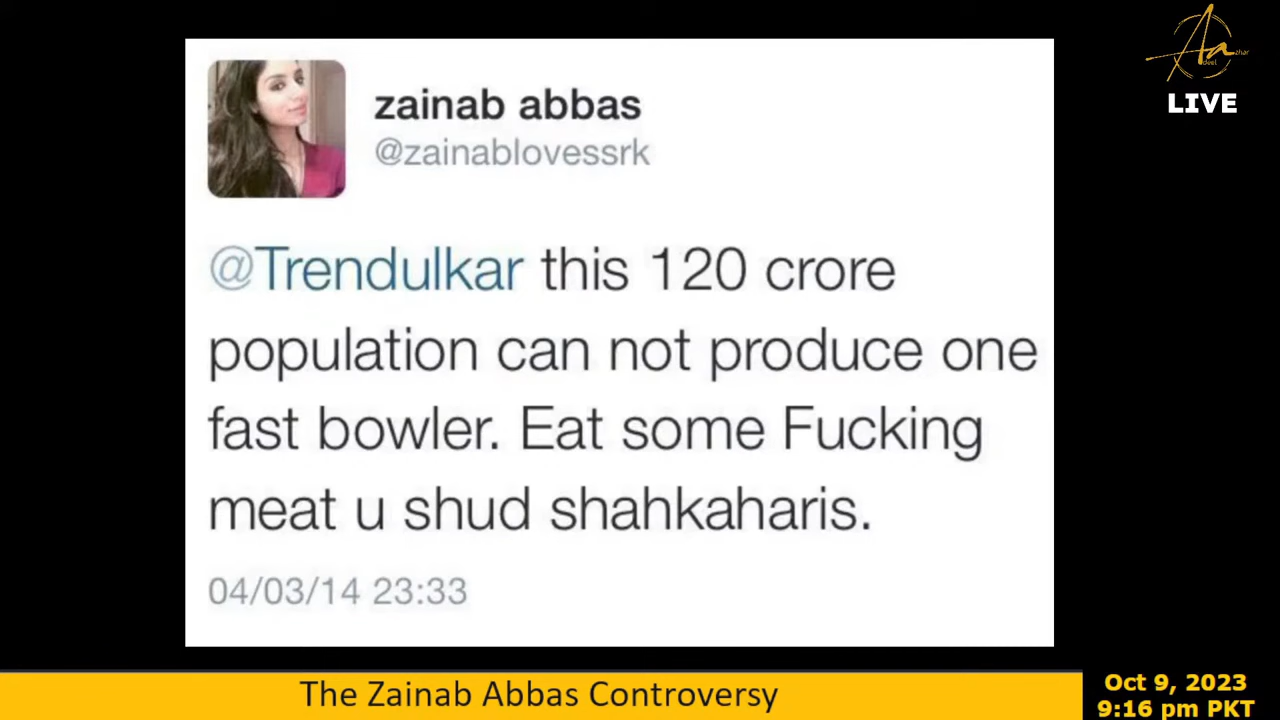 LIVE
zainab abbas
@zainablovessrk
@Trendulkar this 120 crore
population can not produce one
fast bowler. Eat some Fucking
meat u shud shahkaharis.
04/03/14 23:33
The Zainab Abbas Controversy
Oct 9, 2023
9:16 pm PKT